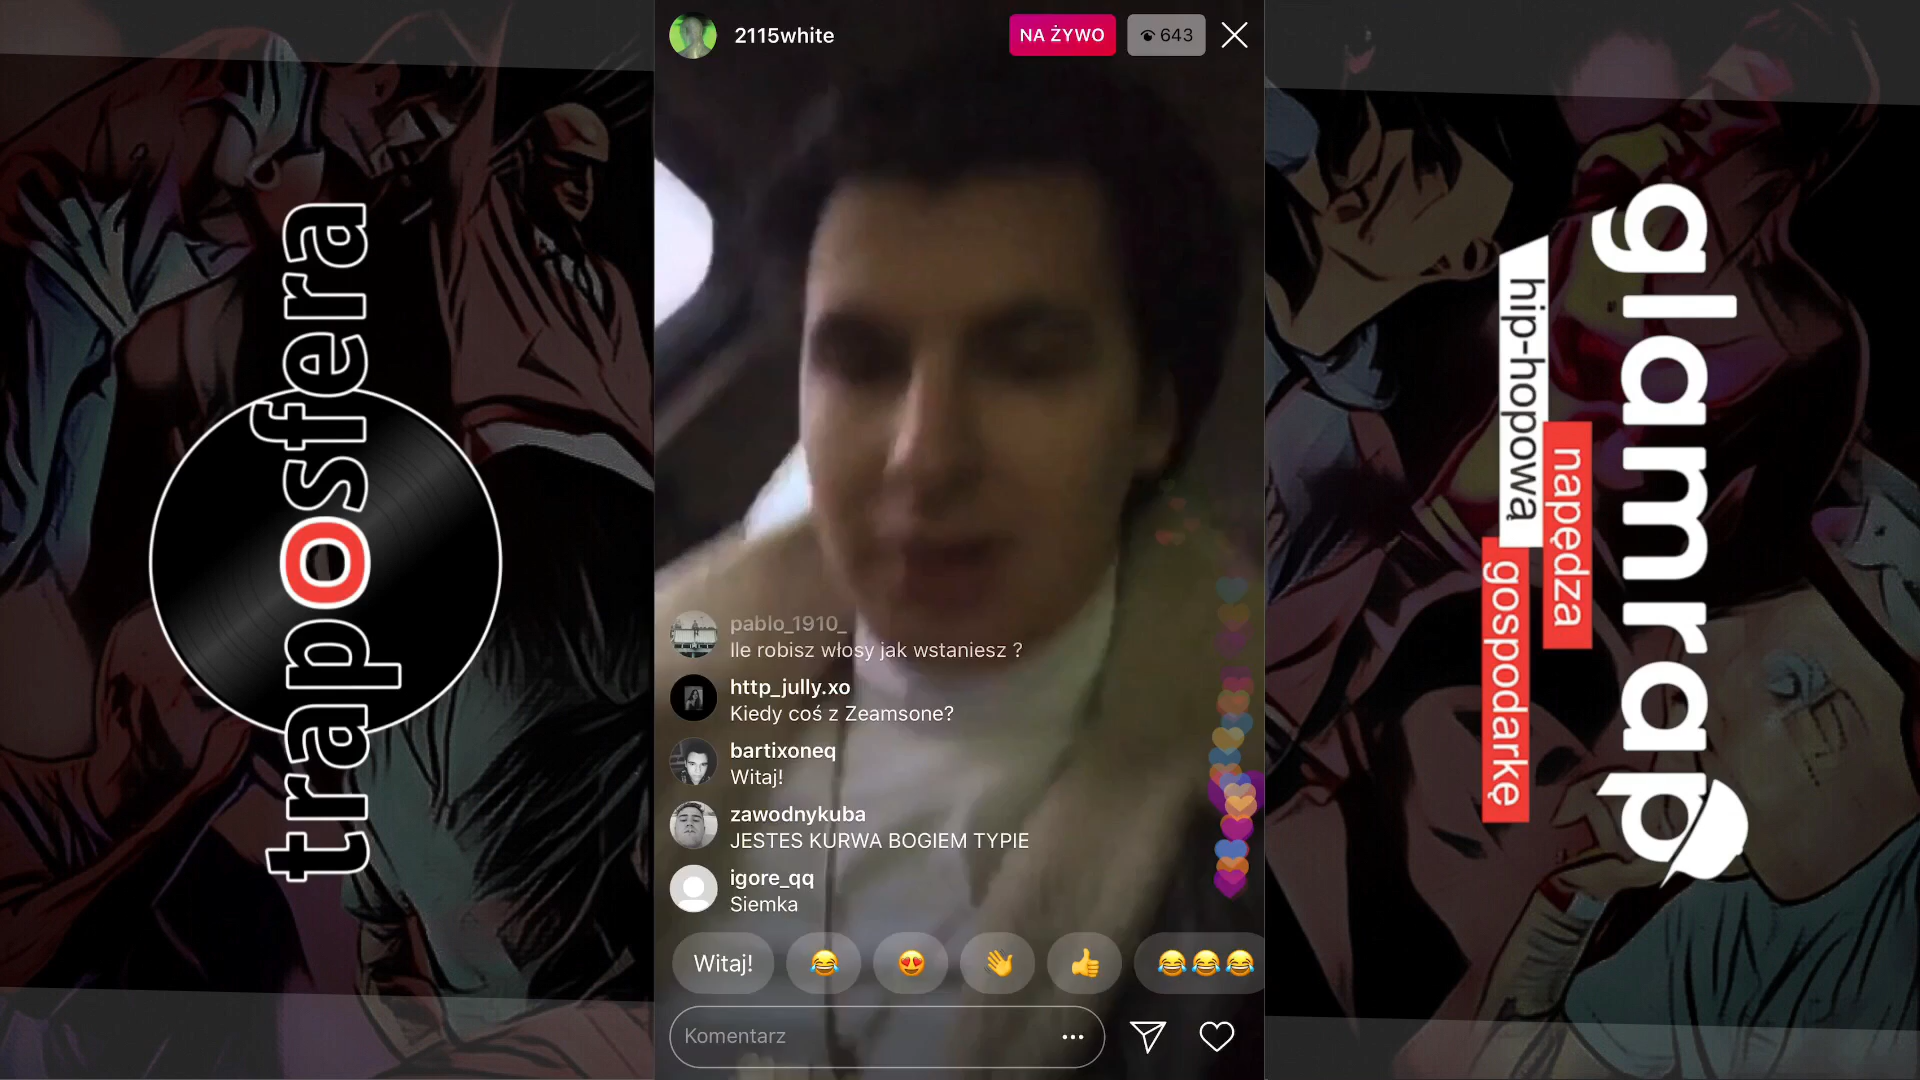 traposfera
2115white
NA ŻYWO
643
pablo_1910_
Ile robisz włosy jak wstaniesz ?
http_jully.xo
Kiedy coś z Zeamsone?
bartixoneq
Witaj!
zawodnykuba
JESTES KURWA BOGIEM TYPIE
igore_qq
Siemka
Witaj!
Komentarz
glamrap
napędza
hip-hopową
gospodarkę